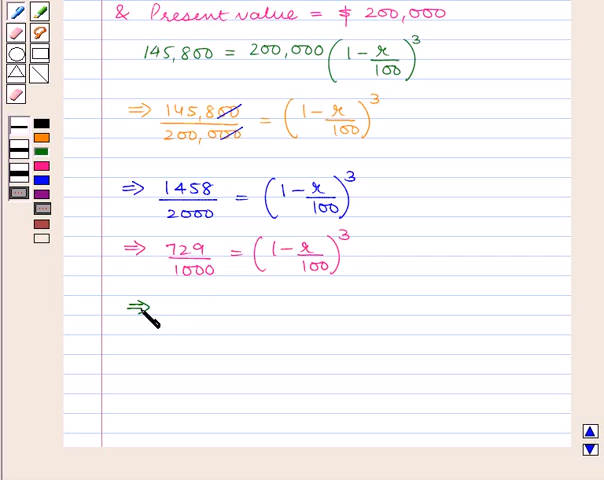 & Present value = $ 200,000
145,800 = 200,000 (1 - r/100)^3
⇒ 145,800/200,000 = (1 - r/100)^3
⇒ 1458/2000 = (1 - r/100)^3
⇒ 729/1000 = (1 - r/100)^3
⇒